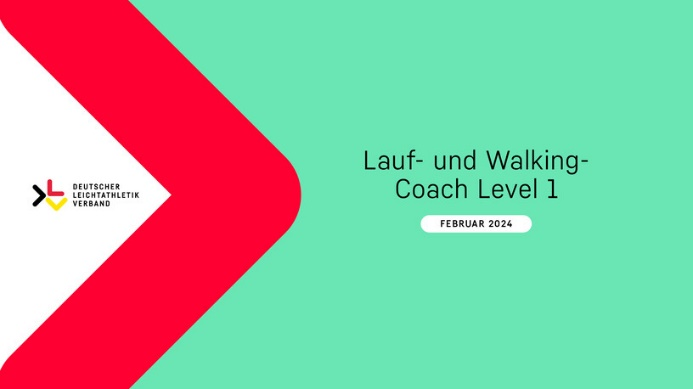 DEUTSCHER
LEICHTATHLETIK
VERBAND
Lauf- und Walking-
Coach Level 1
FEBRUAR 2024